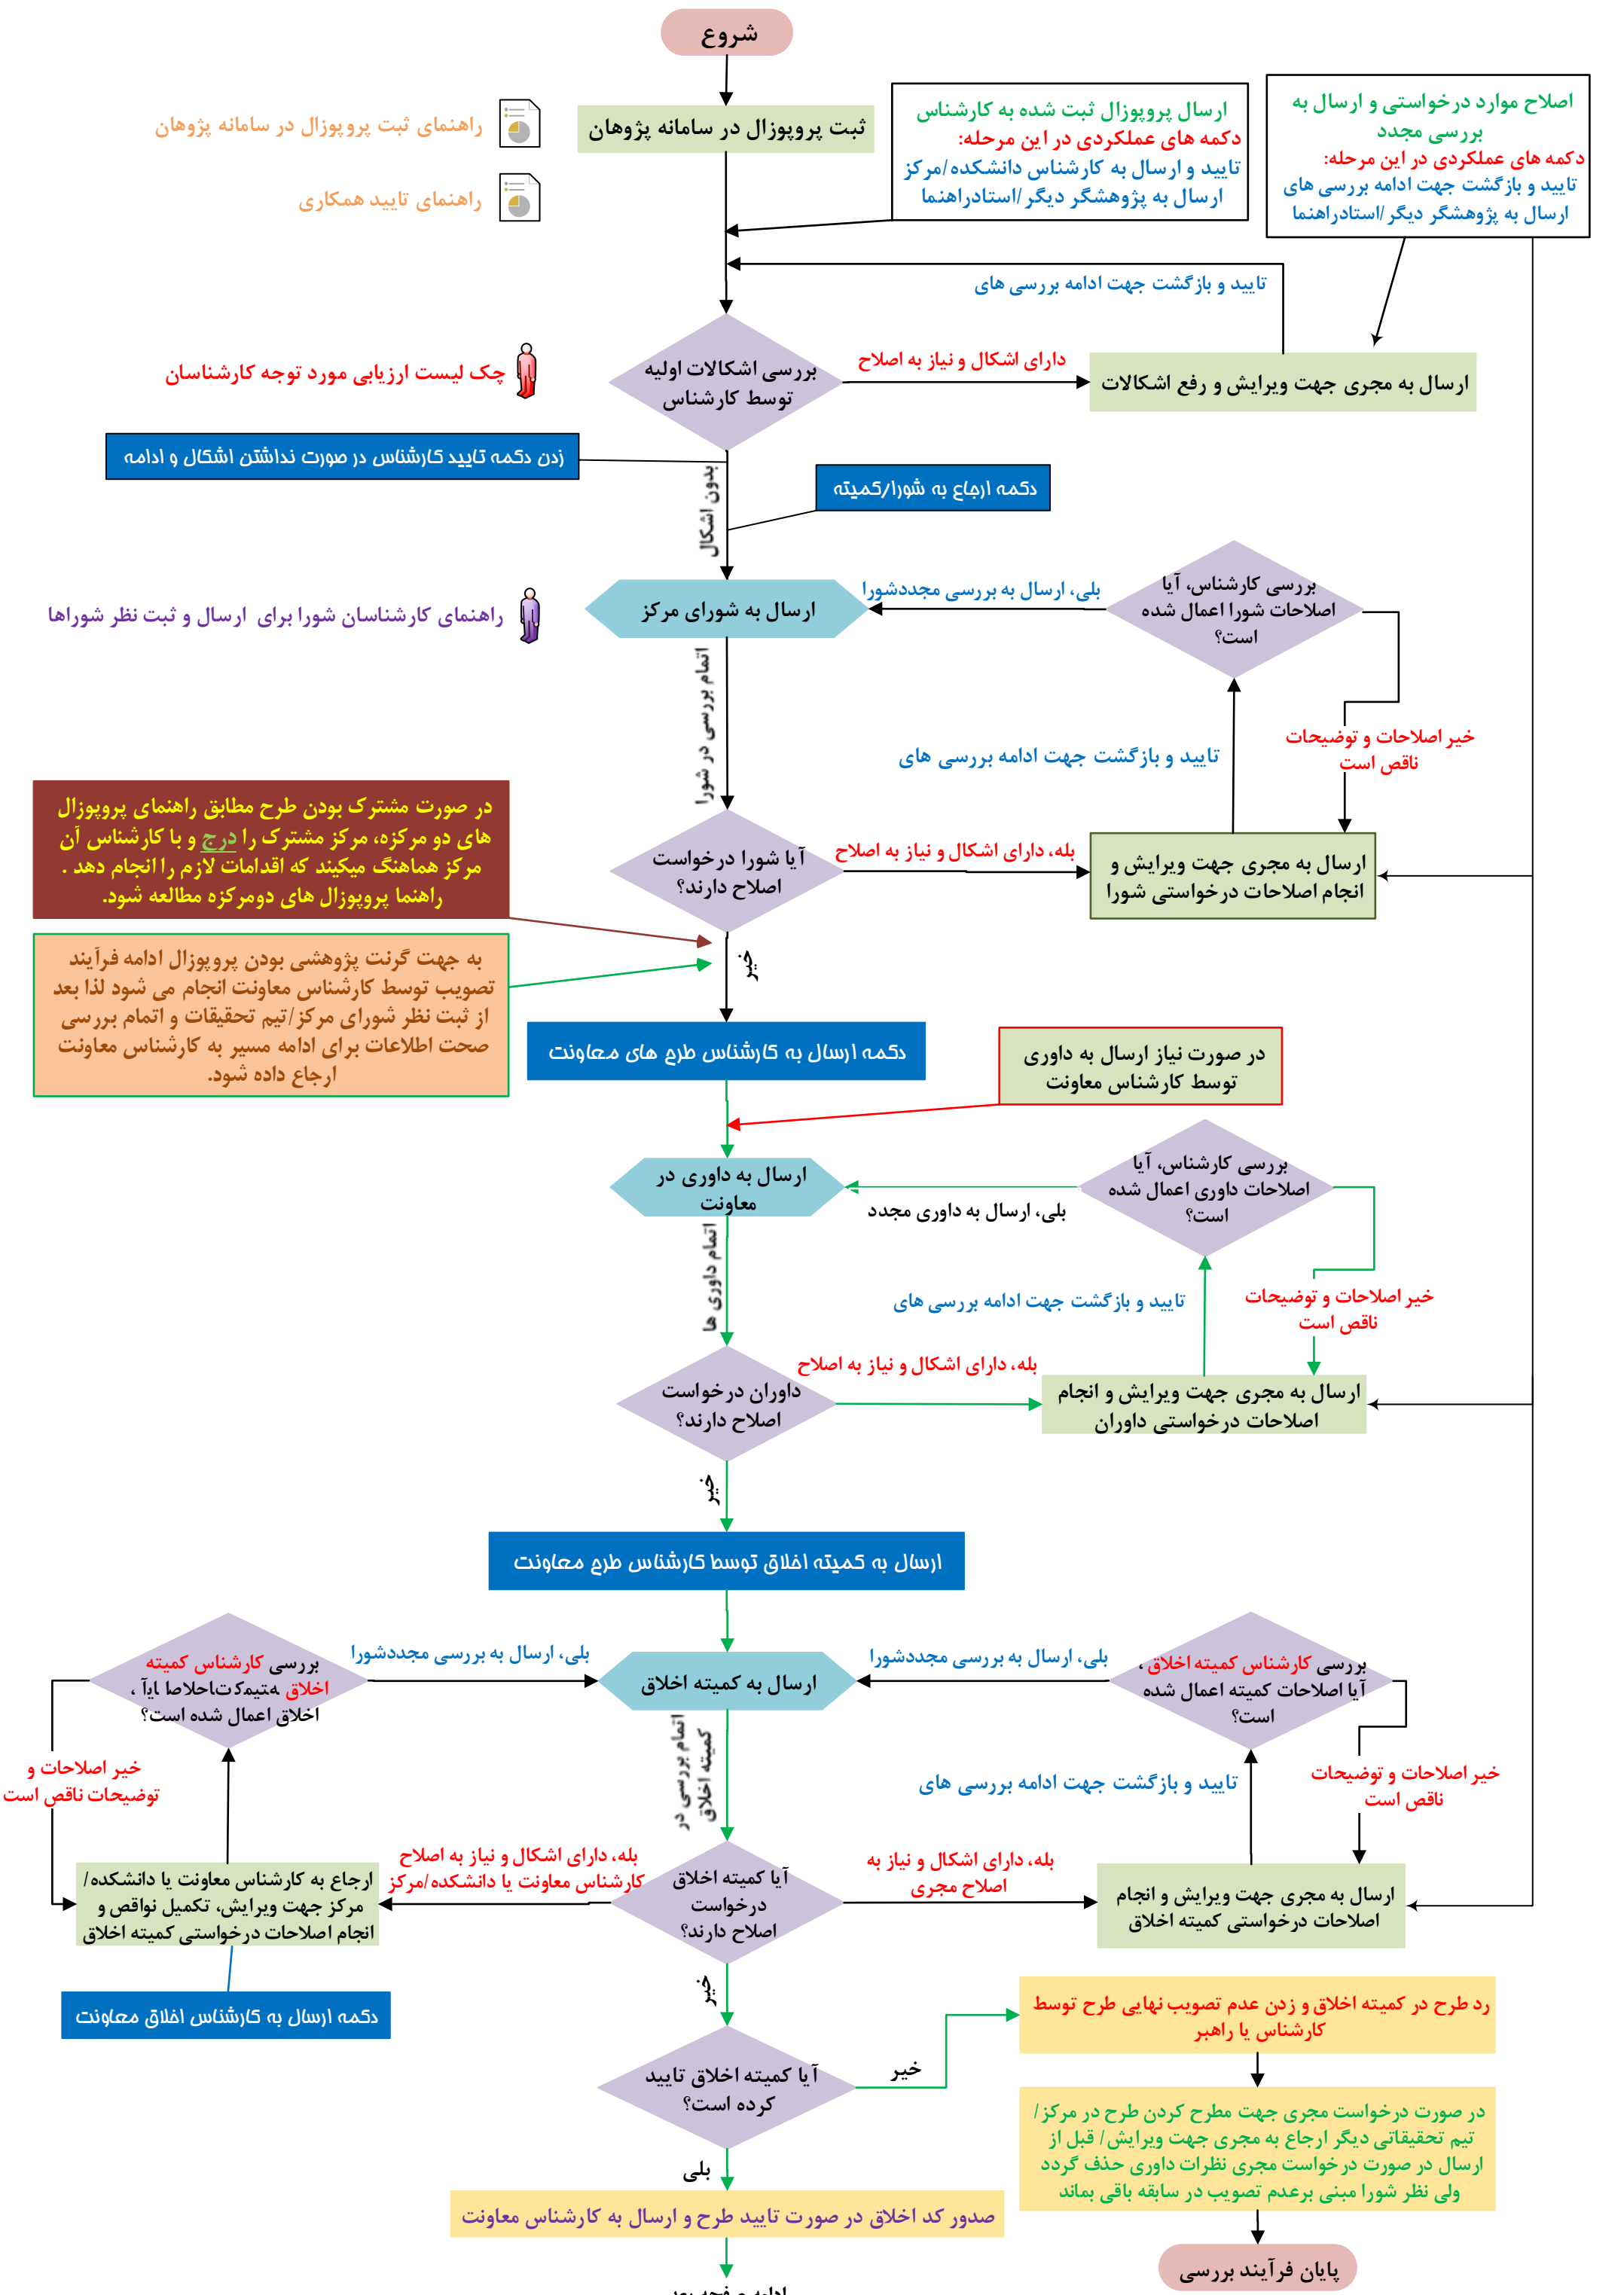 شروع
ثبت پروپوزال در سامانه پژوهان
راهنمای ثبت پروپوزال در سامانه پژوهان
راهنمای تایید همکاری
ارسال پروپوزال ثبت شده به کارشناس
دکمه های عملکردی در این مرحله:
تایید و ارسال به کارشناس دانشکده/مرکز
ارسال به پژوهشگر دیگر/استادراهنما
اصلاح موارد درخواستی و ارسال به
بررسی مجدد
دکمه های عملکردی در این مرحله:
تایید و بازگشت جهت ادامه بررسی های
ارسال به پژوهشگر دیگر/استادراهنما
تایید و بازگشت جهت ادامه بررسی های
بررسی اشکالات اولیه
توسط کارشناس
دارای اشکال و نیاز به اصلاح
ارسال به مجری جهت ویرایش و رفع اشکالات
چک لیست ارزیابی مورد توجه کارشناسان
زدن دکمه تایید کارشناس در صورت نداشتن اشکال و ادامه
بدون اشکال
دکمه ارجاع به شورا/کمیته
راهنمای کارشناسان شورا برای ارسال و ثبت نظر شوراها
ارسال به شورای مرکز
بلی، ارسال به بررسی مجددشورا
بررسی کارشناس، آیا
اصلاحات شورا اعمال شده
است؟
اتمام بررسی در شورا
تایید و بازگشت جهت ادامه بررسی های
خیر اصلاحات و توضیحات
ناقص است
در صورت مشترک بودن طرح مطابق راهنمای پروپوزال
های دو مرکزه، مرکز مشترک را درج و با کارشناس آن
مرکز هماهنگ میکیند که اقدامات لازم را انجام دهد .
راهنما پروپوزال های دومرکزه مطالعه شود.
آیا شورا درخواست
اصلاح دارند؟
بله، دارای اشکال و نیاز به اصلاح
ارسال به مجری جهت ویرایش و
انجام اصلاحات درخواستی شورا
خیر
به جهت گرنت پژوهشی بودن پروپوزال ادامه فرآیند
تصویب توسط کارشناس معاونت انجام می شود لذا بعد
از ثبت نظر شورای مرکز/تیم تحقیقات و اتمام بررسی
صحت اطلاعات برای ادامه مسیر به کارشناس معاونت
ارجاع داده شود.
دکمه ارسال به کارشناس طرح های معاونت
در صورت نیاز ارسال به داوری
توسط کارشناس معاونت
ارسال به داوری در
معاونت
بلی، ارسال به داوری مجدد
بررسی کارشناس، آیا
اصلاحات داوری اعمال شده
است؟
اتمام داوری ها
تایید و بازگشت جهت ادامه بررسی های
خیر اصلاحات و توضیحات
ناقص است
داوران درخواست
اصلاح دارند؟
بله، دارای اشکال و نیاز به اصلاح
ارسال به مجری جهت ویرایش و انجام
اصلاحات درخواستی داوران
خیر
ارسال به کمیته اخلاق توسط کارشناس طرح معاونت
بررسی کارشناس کمیته
اخلاق هتیمک تاحلاصا ایآ ،
اخلاق اعمال شده است؟
بلی، ارسال به بررسی مجددشورا
ارسال به کمیته اخلاق
بلی، ارسال به بررسی مجددشورا
بررسی کارشناس کمیته اخلاق ،
آیا اصلاحات کمیته اعمال شده
است؟
خیر اصلاحات و
توضیحات ناقص است
اتمام بررسی در
کمیته اخلاق
تایید و بازگشت جهت ادامه بررسی های
خیر اصلاحات و توضیحات
ناقص است
ارجاع به کارشناس معاونت یا دانشکده/
مرکز جهت ویرایش، تکمیل نواقص و
انجام اصلاحات درخواستی کمیته اخلاق
بله، دارای اشکال و نیاز به اصلاح
کارشناس معاونت یا دانشکده/مرکز
آیا کمیته اخلاق
درخواست
اصلاح دارند؟
بله، دارای اشکال و نیاز به
اصلاح مجری
ارسال به مجری جهت ویرایش و انجام
اصلاحات درخواستی کمیته اخلاق
دکمه ارسال به کارشناس اخلاق معاونت
خیر
آیا کمیته اخلاق تایید
کرده است؟
خیر
رد طرح در کمیته اخلاق و زدن عدم تصویب نهایی طرح توسط
کارشناس یا راهبر
در صورت درخواست مجری جهت مطرح کردن طرح در مرکز/
تیم تحقیقاتی دیگر ارجاع به مجری جهت ویرایش/ قبل از
ارسال در صورت درخواست مجری نظرات داوری حذف گردد
ولی نظر شورا مبنی برعدم تصویب در سابقه باقی بماند
بلی
صدور کد اخلاق در صورت تایید طرح و ارسال به کارشناس معاونت
پایان فرآیند بررسی